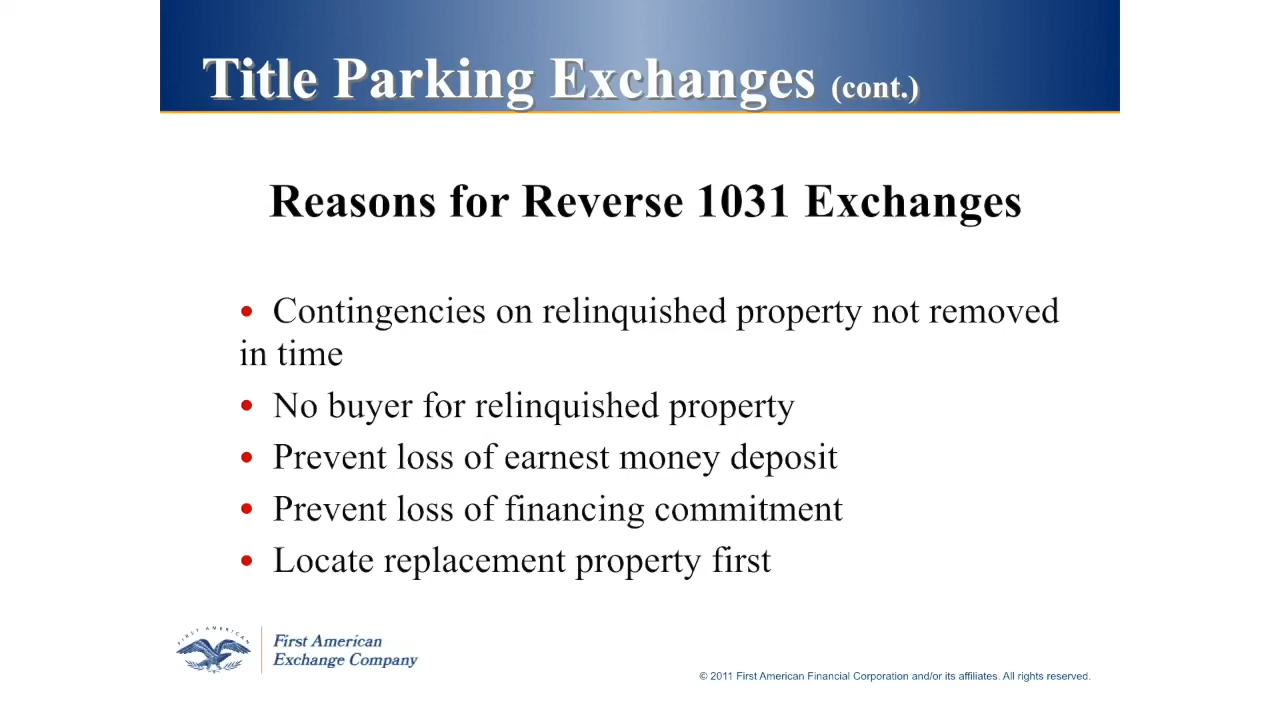 Title Parking Exchanges (cont.)
Reasons for Reverse 1031 Exchanges
• Contingencies on relinquished property not removed
in time
• No buyer for relinquished property
• Prevent loss of earnest money deposit
• Prevent loss of financing commitment
• Locate replacement property first
FIRST AMERICAN
First American
Exchange Company
© 2011 First American Financial Corporation and/or its affiliates. All rights reserved.